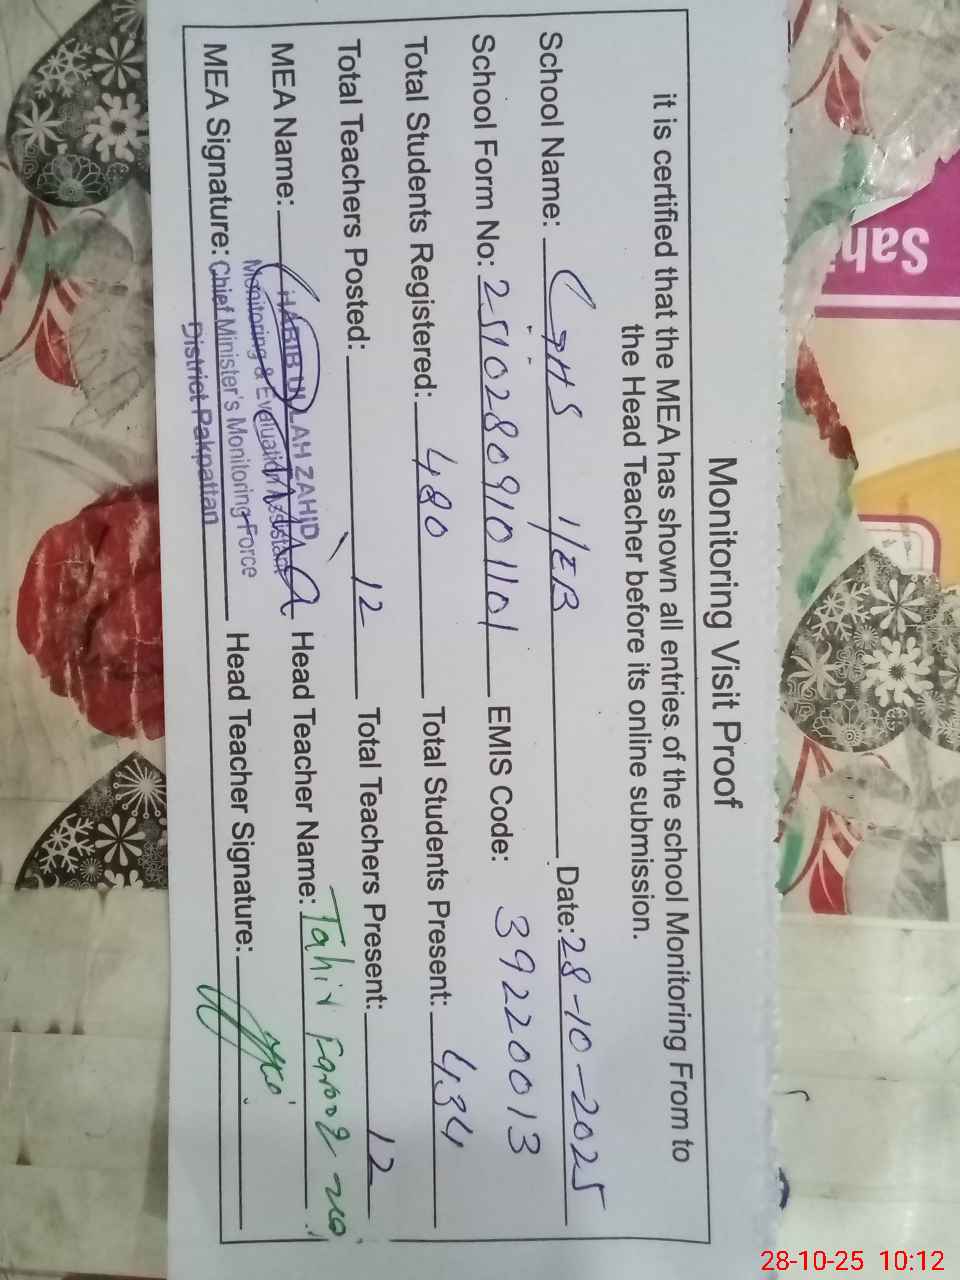 Monitoring Visit Proof
it is certified that the MEA has shown all entries of the school Monitoring From to
the Head Teacher before its online submission.
School Name: GHS 1/EB Date: 28-10-2025
School Form No: 25102809101101 EMIS Code: 39220013
Total Students Registered: 480 Total Students Present: 434
Total Teachers Posted: 12 Total Teachers Present: 12
MEA Name: HABIB ULLAH ZAHID Head Teacher Name: Tahir Farooq
Monitoring & Evaluation Assistant
MEA Signature: Chief Minister's Monitoring Force Head Teacher Signature:
District Pakpattan
Sahi
28-10-25 10:12